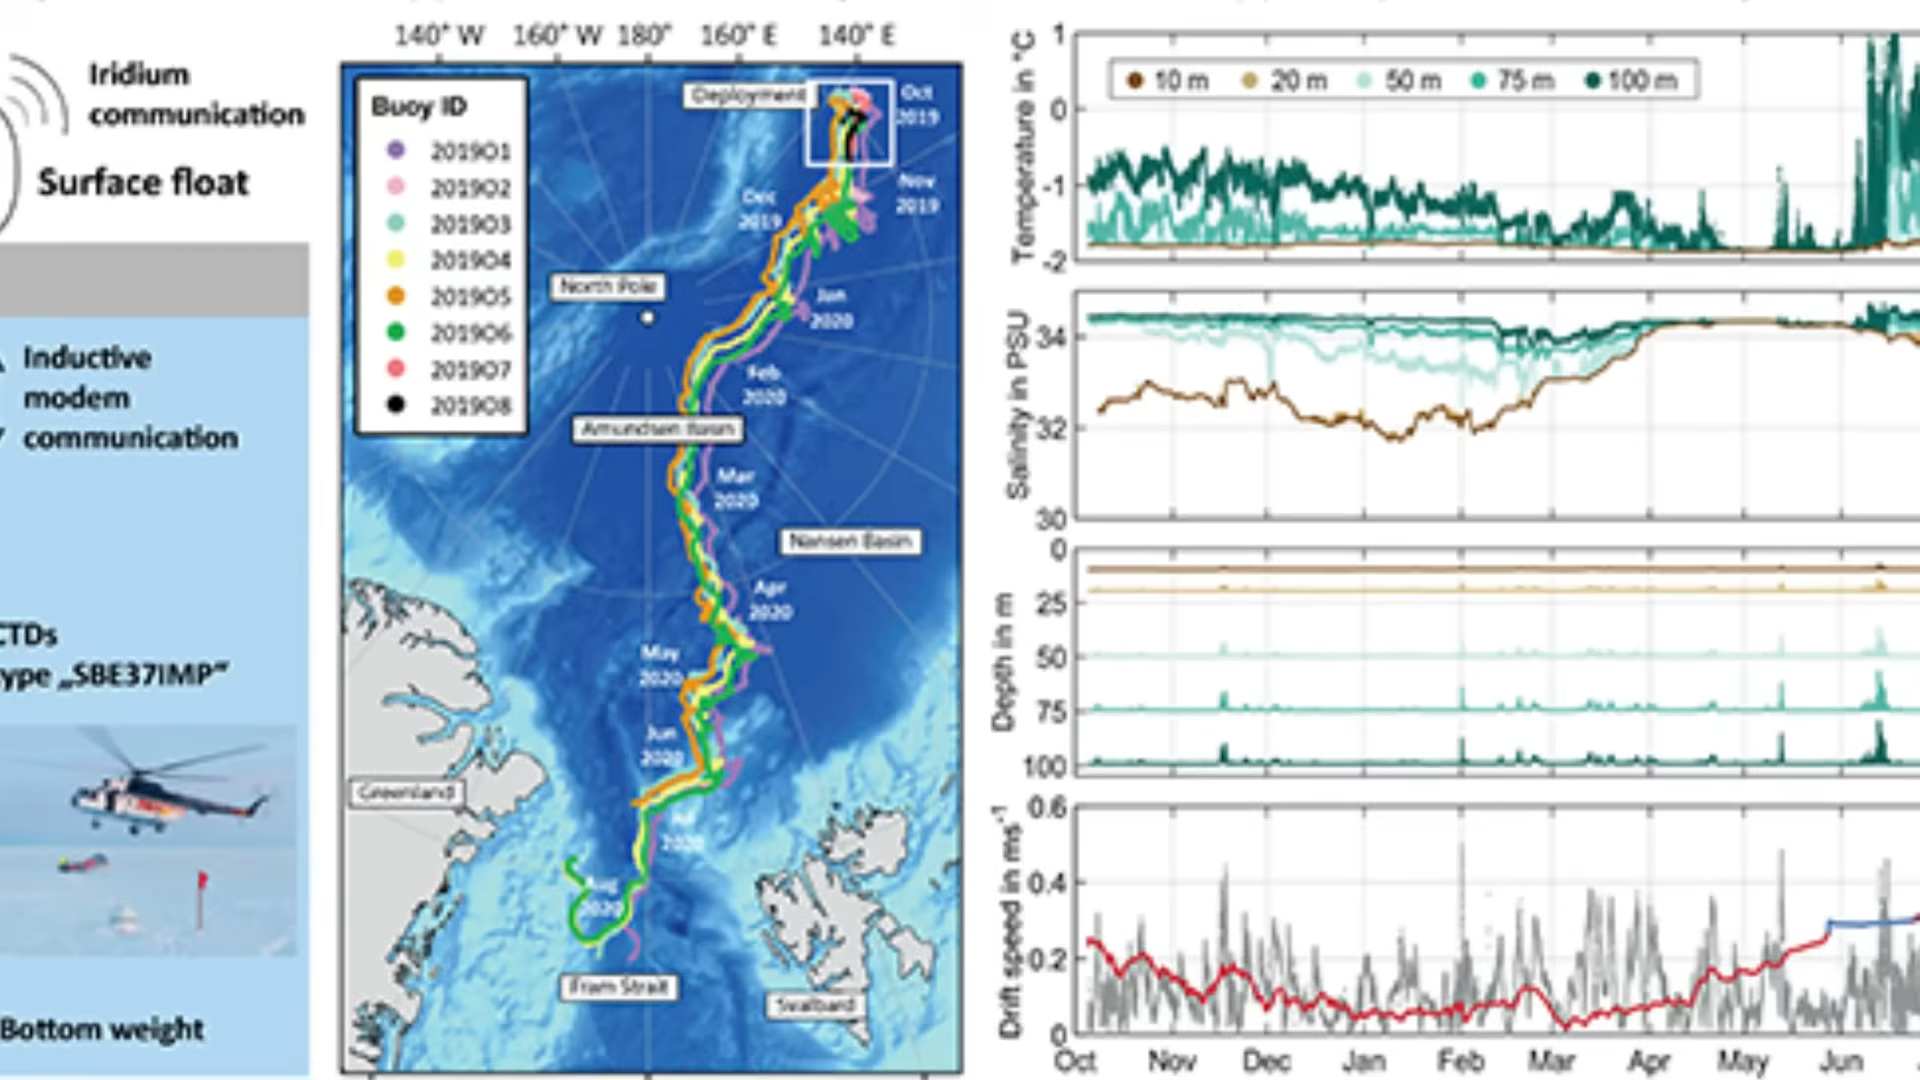 Iridium
communication
Surface float
Inductive
modem
communication
CTDs
ype „SBE37IMP”
Bottom weight
140° W
160° W
180°
160° E
140° E
Buoy ID
2019O1
2019O2
2019O3
2019O4
2019O5
2019O6
2019O7
2019O8
Deployment
Oct
2019
Nov
2019
Dec
2019
North Pole
Jan
2020
Feb
2020
Amundsen Basin
Mar
2020
Nansen Basin
Apr
2020
May
2020
Jun
2020
Greenland
Jul
2020
Aug
2020
Fram Strait
Svalbard
Temperature in °C
1
0
-1
-2
10 m
20 m
50 m
75 m
100 m
Salinity in PSU
34
32
30
Depth in m
0
25
50
75
100
Drift speed in ms⁻¹
0.6
0.4
0.2
0
Oct
Nov
Dec
Jan
Feb
Mar
Apr
May
Jun